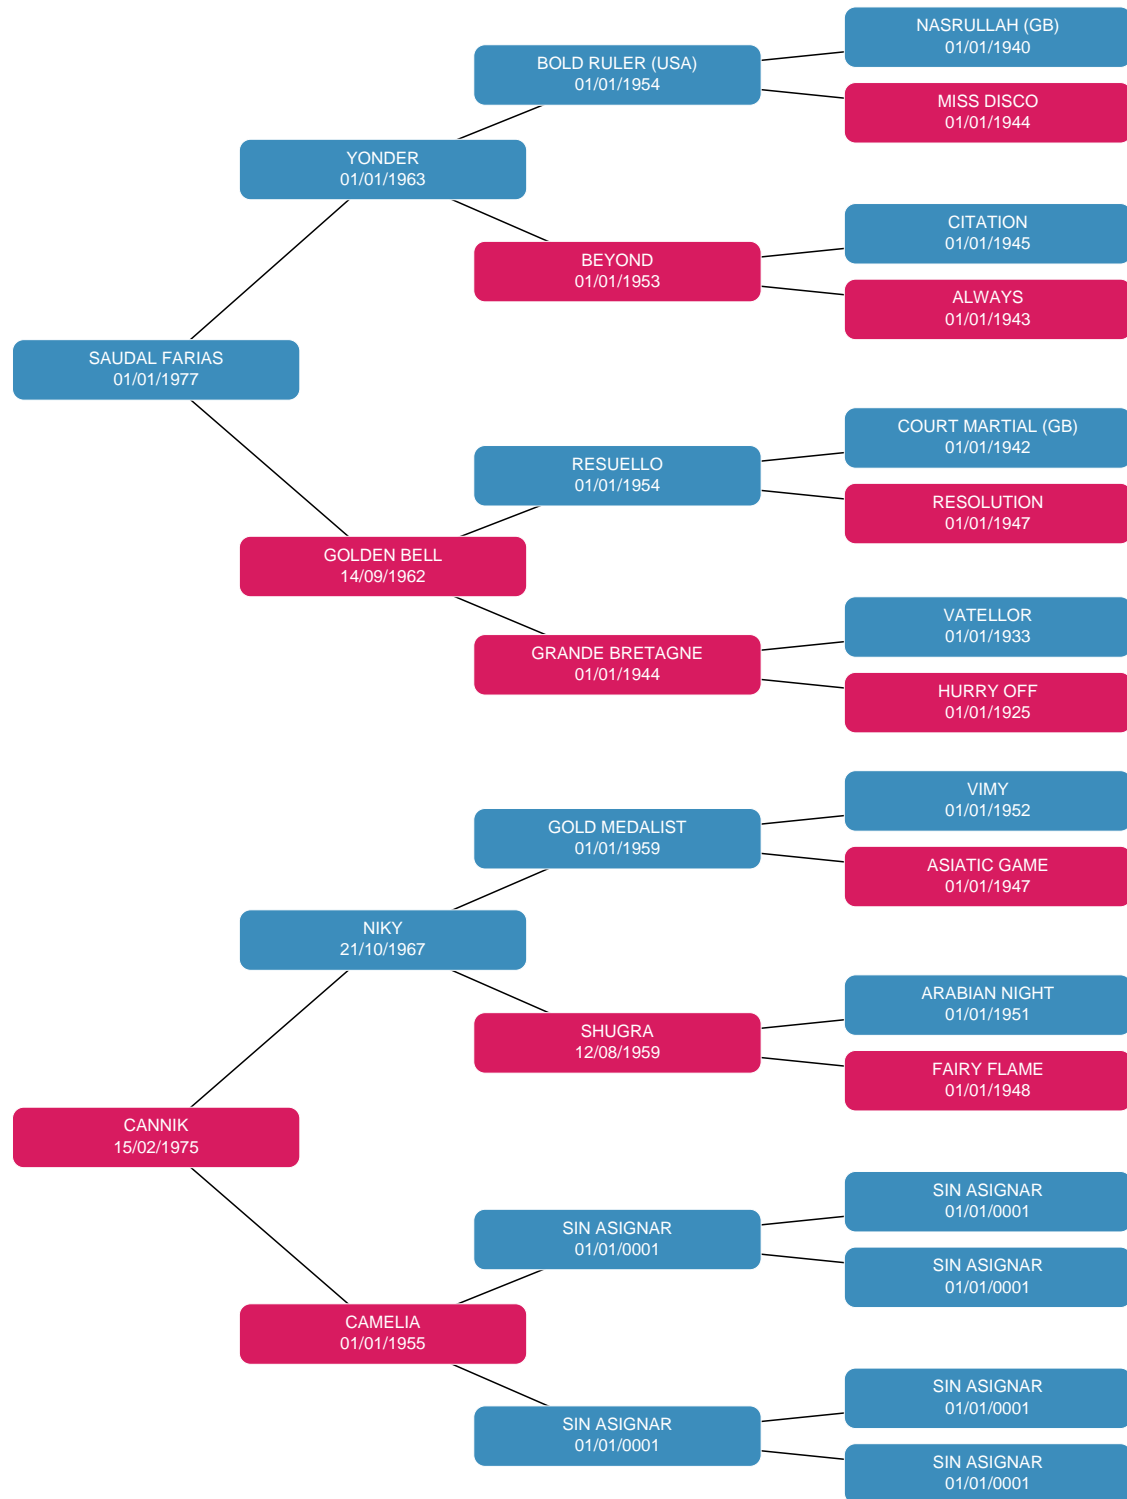 NASRULLAH (GB)
01/01/1940
BOLD RULER (USA)
01/01/1954
MISS DISCO
01/01/1944
YONDER
01/01/1963
CITATION
01/01/1945
BEYOND
01/01/1953
ALWAYS
01/01/1943
SAUDAL FARIAS
01/01/1977
COURT MARTIAL (GB)
01/01/1942
RESUELLO
01/01/1954
RESOLUTION
01/01/1947
GOLDEN BELL
14/09/1962
VATELLOR
01/01/1933
GRANDE BRETAGNE
01/01/1944
HURRY OFF
01/01/1925
VIMY
01/01/1952
GOLD MEDALIST
01/01/1959
ASIATIC GAME
01/01/1947
NIKY
21/10/1967
ARABIAN NIGHT
01/01/1951
SHUGRA
12/08/1959
FAIRY FLAME
01/01/1948
CANNIK
15/02/1975
SIN ASIGNAR
01/01/0001
SIN ASIGNAR
01/01/0001
SIN ASIGNAR
01/01/0001
CAMELIA
01/01/1955
SIN ASIGNAR
01/01/0001
SIN ASIGNAR
01/01/0001
SIN ASIGNAR
01/01/0001